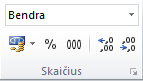 Bendra
% 000 ,00 ,0
,0 ,00
Skaičius